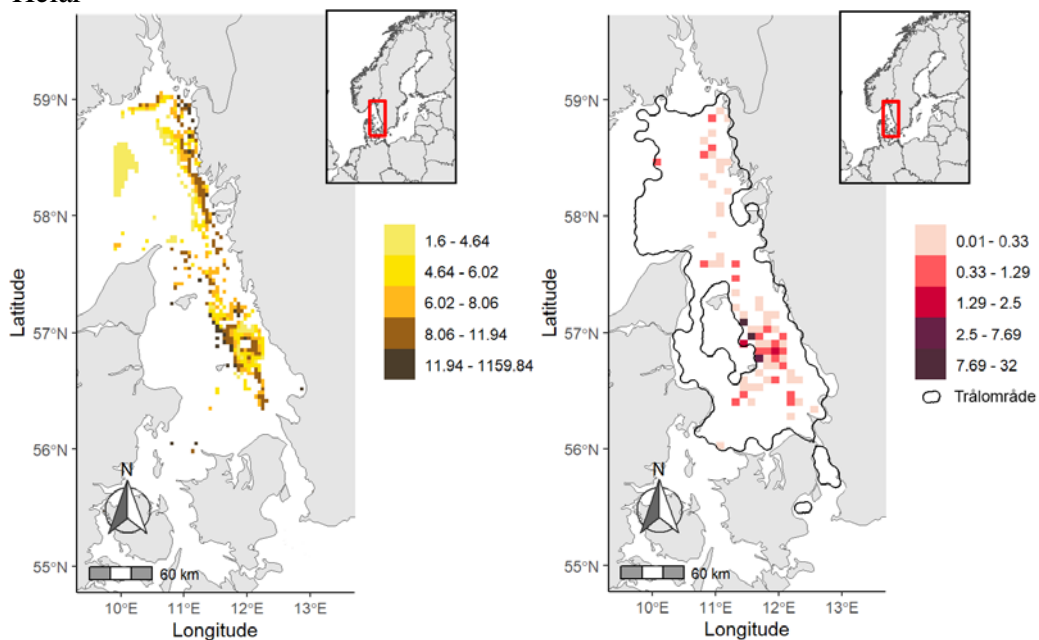 59°N
58°N
57°N
56°N
55°N
Latitude
10°E 11°E 12°E 13°E
Longitude
N
60 km
1.6 - 4.64
4.64 - 6.02
6.02 - 8.06
8.06 - 11.94
11.94 - 1159.84
59°N
58°N
57°N
56°N
55°N
Latitude
10°E 11°E 12°E 13°E
Longitude
N
60 km
0.01 - 0.33
0.33 - 1.29
1.29 - 2.5
2.5 - 7.69
7.69 - 32
Trålområde